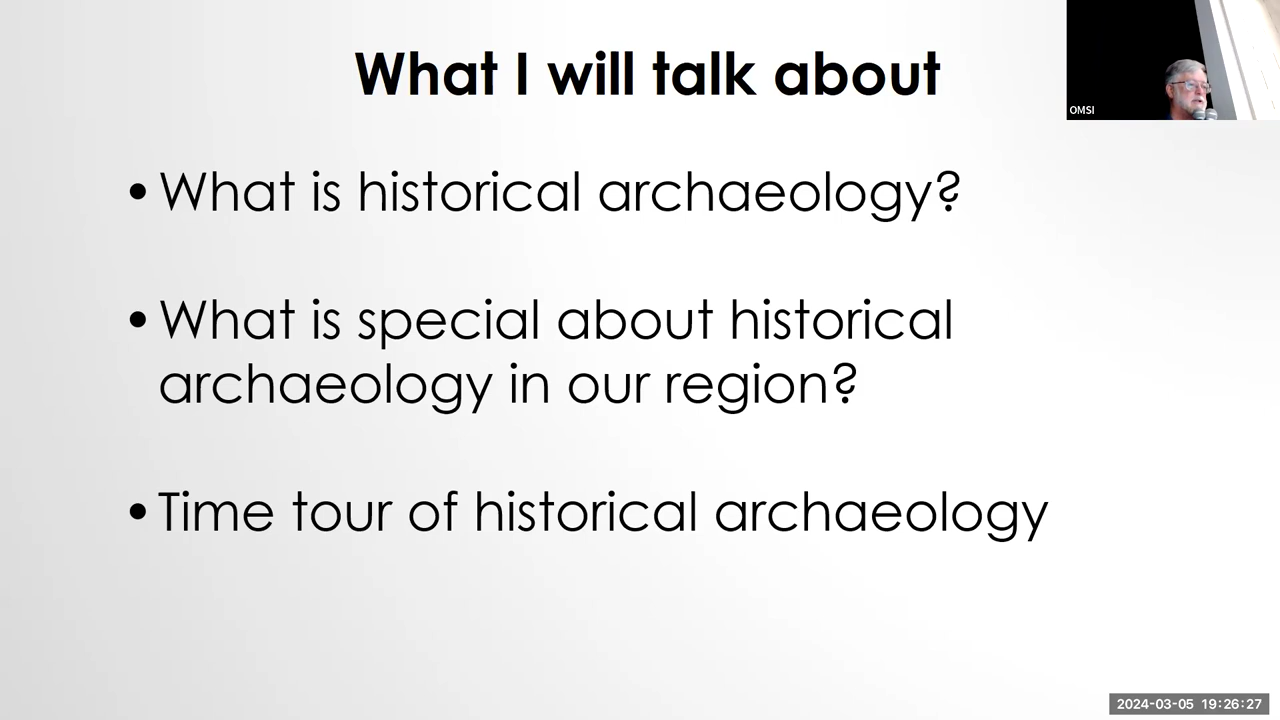 What I will talk about
OMSI
•What is historical archaeology?
•What is special about historical
archaeology in our region?
•Time tour of historical archaeology
2024-03-05 19:26:27